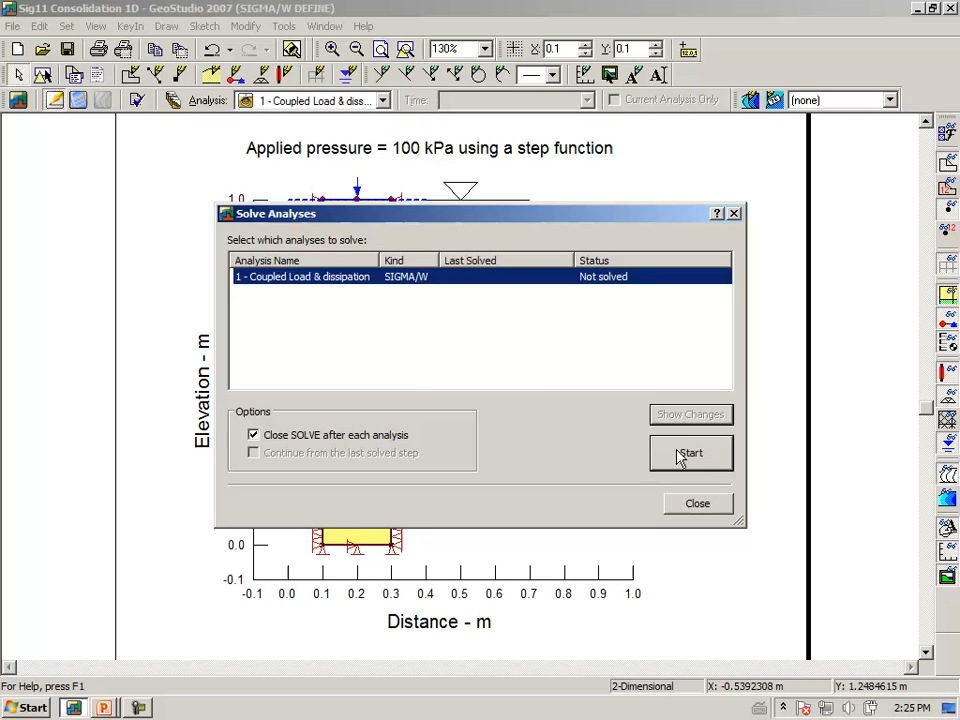 Sig11 Consolidation 1D - GeoStudio 2007 (SIGMA/W DEFINE)
File Edit Set View KeyIn Draw Sketch Modify Tools Window Help
130% X: 0.1 Y: 0.1
Analysis: 1 - Coupled Load & diss... Time: Current Analysis Only (none)
Applied pressure = 100 kPa using a step function
1.0
Solve Analyses
Select which analyses to solve:
Analysis Name Kind Last Solved Status
1 - Coupled Load & dissipation SIGMA/W Not solved
Elevation - m
Options
Close SOLVE after each analysis
Continue from the last solved step
Show Changes
Start
Close
0.0
-0.1
-0.1 0.0 0.1 0.2 0.3 0.4 0.5 0.6 0.7 0.8 0.9 1.0
Distance - m
For Help, press F1 2-Dimensional X: -0.5392308 m Y: 1.2484615 m
Start 2:25 PM